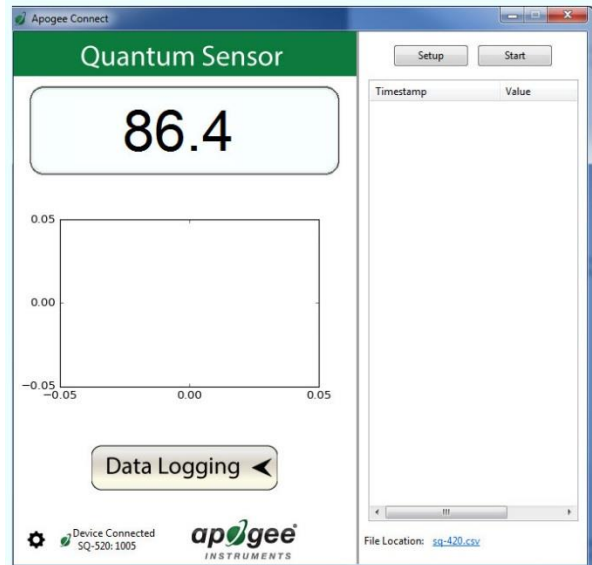 Apogee Connect
Quantum Sensor
86.4
0.05
0.00
−0.05
−0.05 0.00 0.05
Data Logging
Device Connected
SQ-520: 1005
apogee
INSTRUMENTS
Setup Start
Timestamp Value
File Location: sq-420.csv